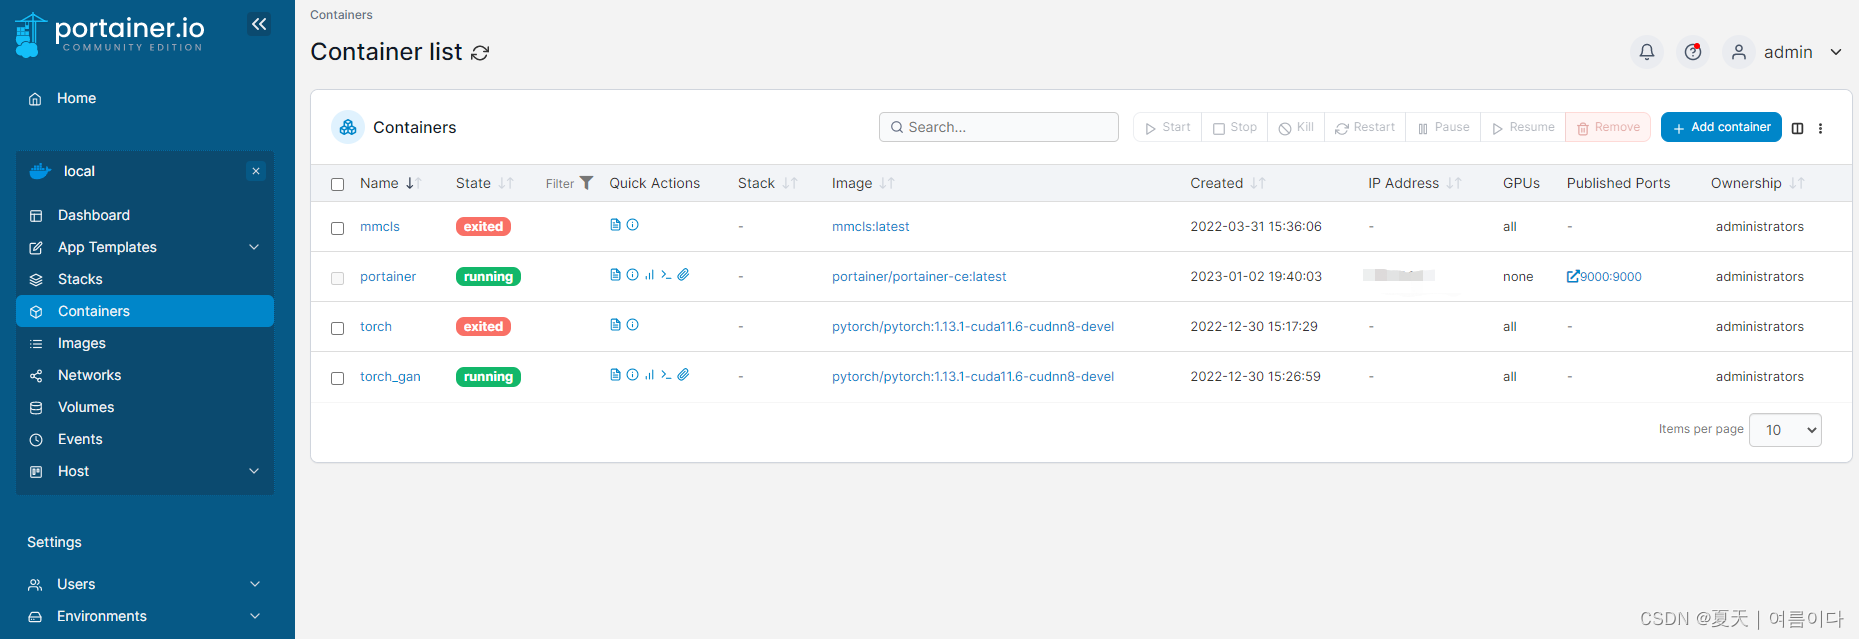 portainer.io
COMMUNITY EDITION
Home
local
Dashboard
App Templates
Stacks
Containers
Images
Networks
Volumes
Events
Host
Settings
Users
Environments
Containers
Container list
admin
Containers
Search...
Start Stop Kill Restart Pause Resume Remove
Add container
Name State Filter Quick Actions Stack Image Created IP Address GPUs Published Ports Ownership
mmcls exited - mmcls:latest 2022-03-31 15:36:06 - all - administrators
portainer running - portainer/portainer-ce:latest 2023-01-02 19:40:03 none 9000:9000 administrators
torch exited - pytorch/pytorch:1.13.1-cuda11.6-cudnn8-devel 2022-12-30 15:17:29 - all - administrators
torch_gan running - pytorch/pytorch:1.13.1-cuda11.6-cudnn8-devel 2022-12-30 15:26:59 - all - administrators
Items per page 10
CSDN @夏天 | 여름이다